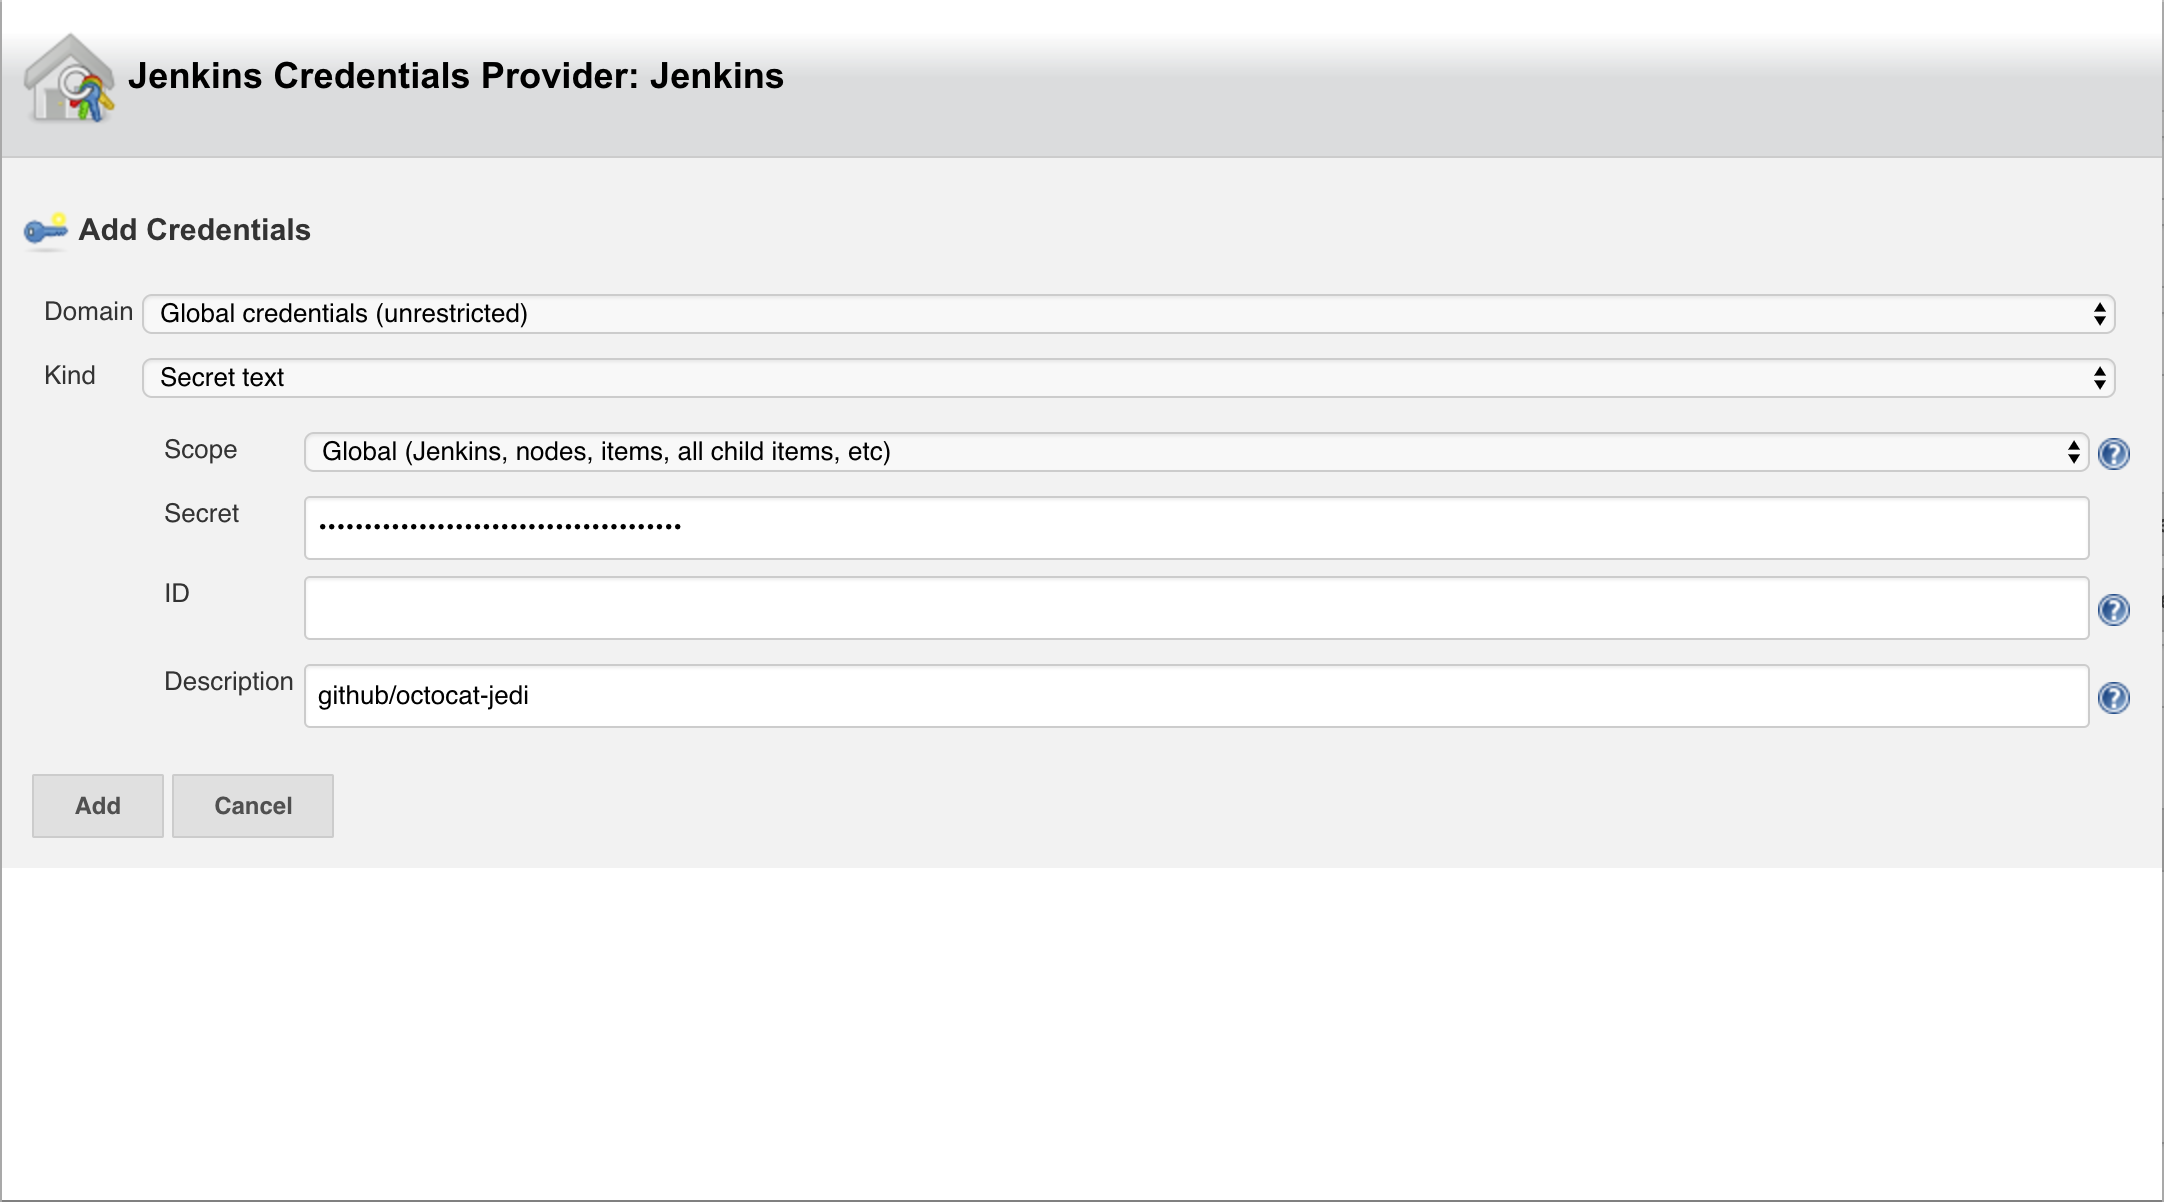 Jenkins Credentials Provider: Jenkins
Add Credentials
Domain Global credentials (unrestricted)
Kind Secret text
Scope Global (Jenkins, nodes, items, all child items, etc)
Secret ••••••••••••••••••••••••••••••••••••••••
ID
Description github/octocat-jedi
Add Cancel